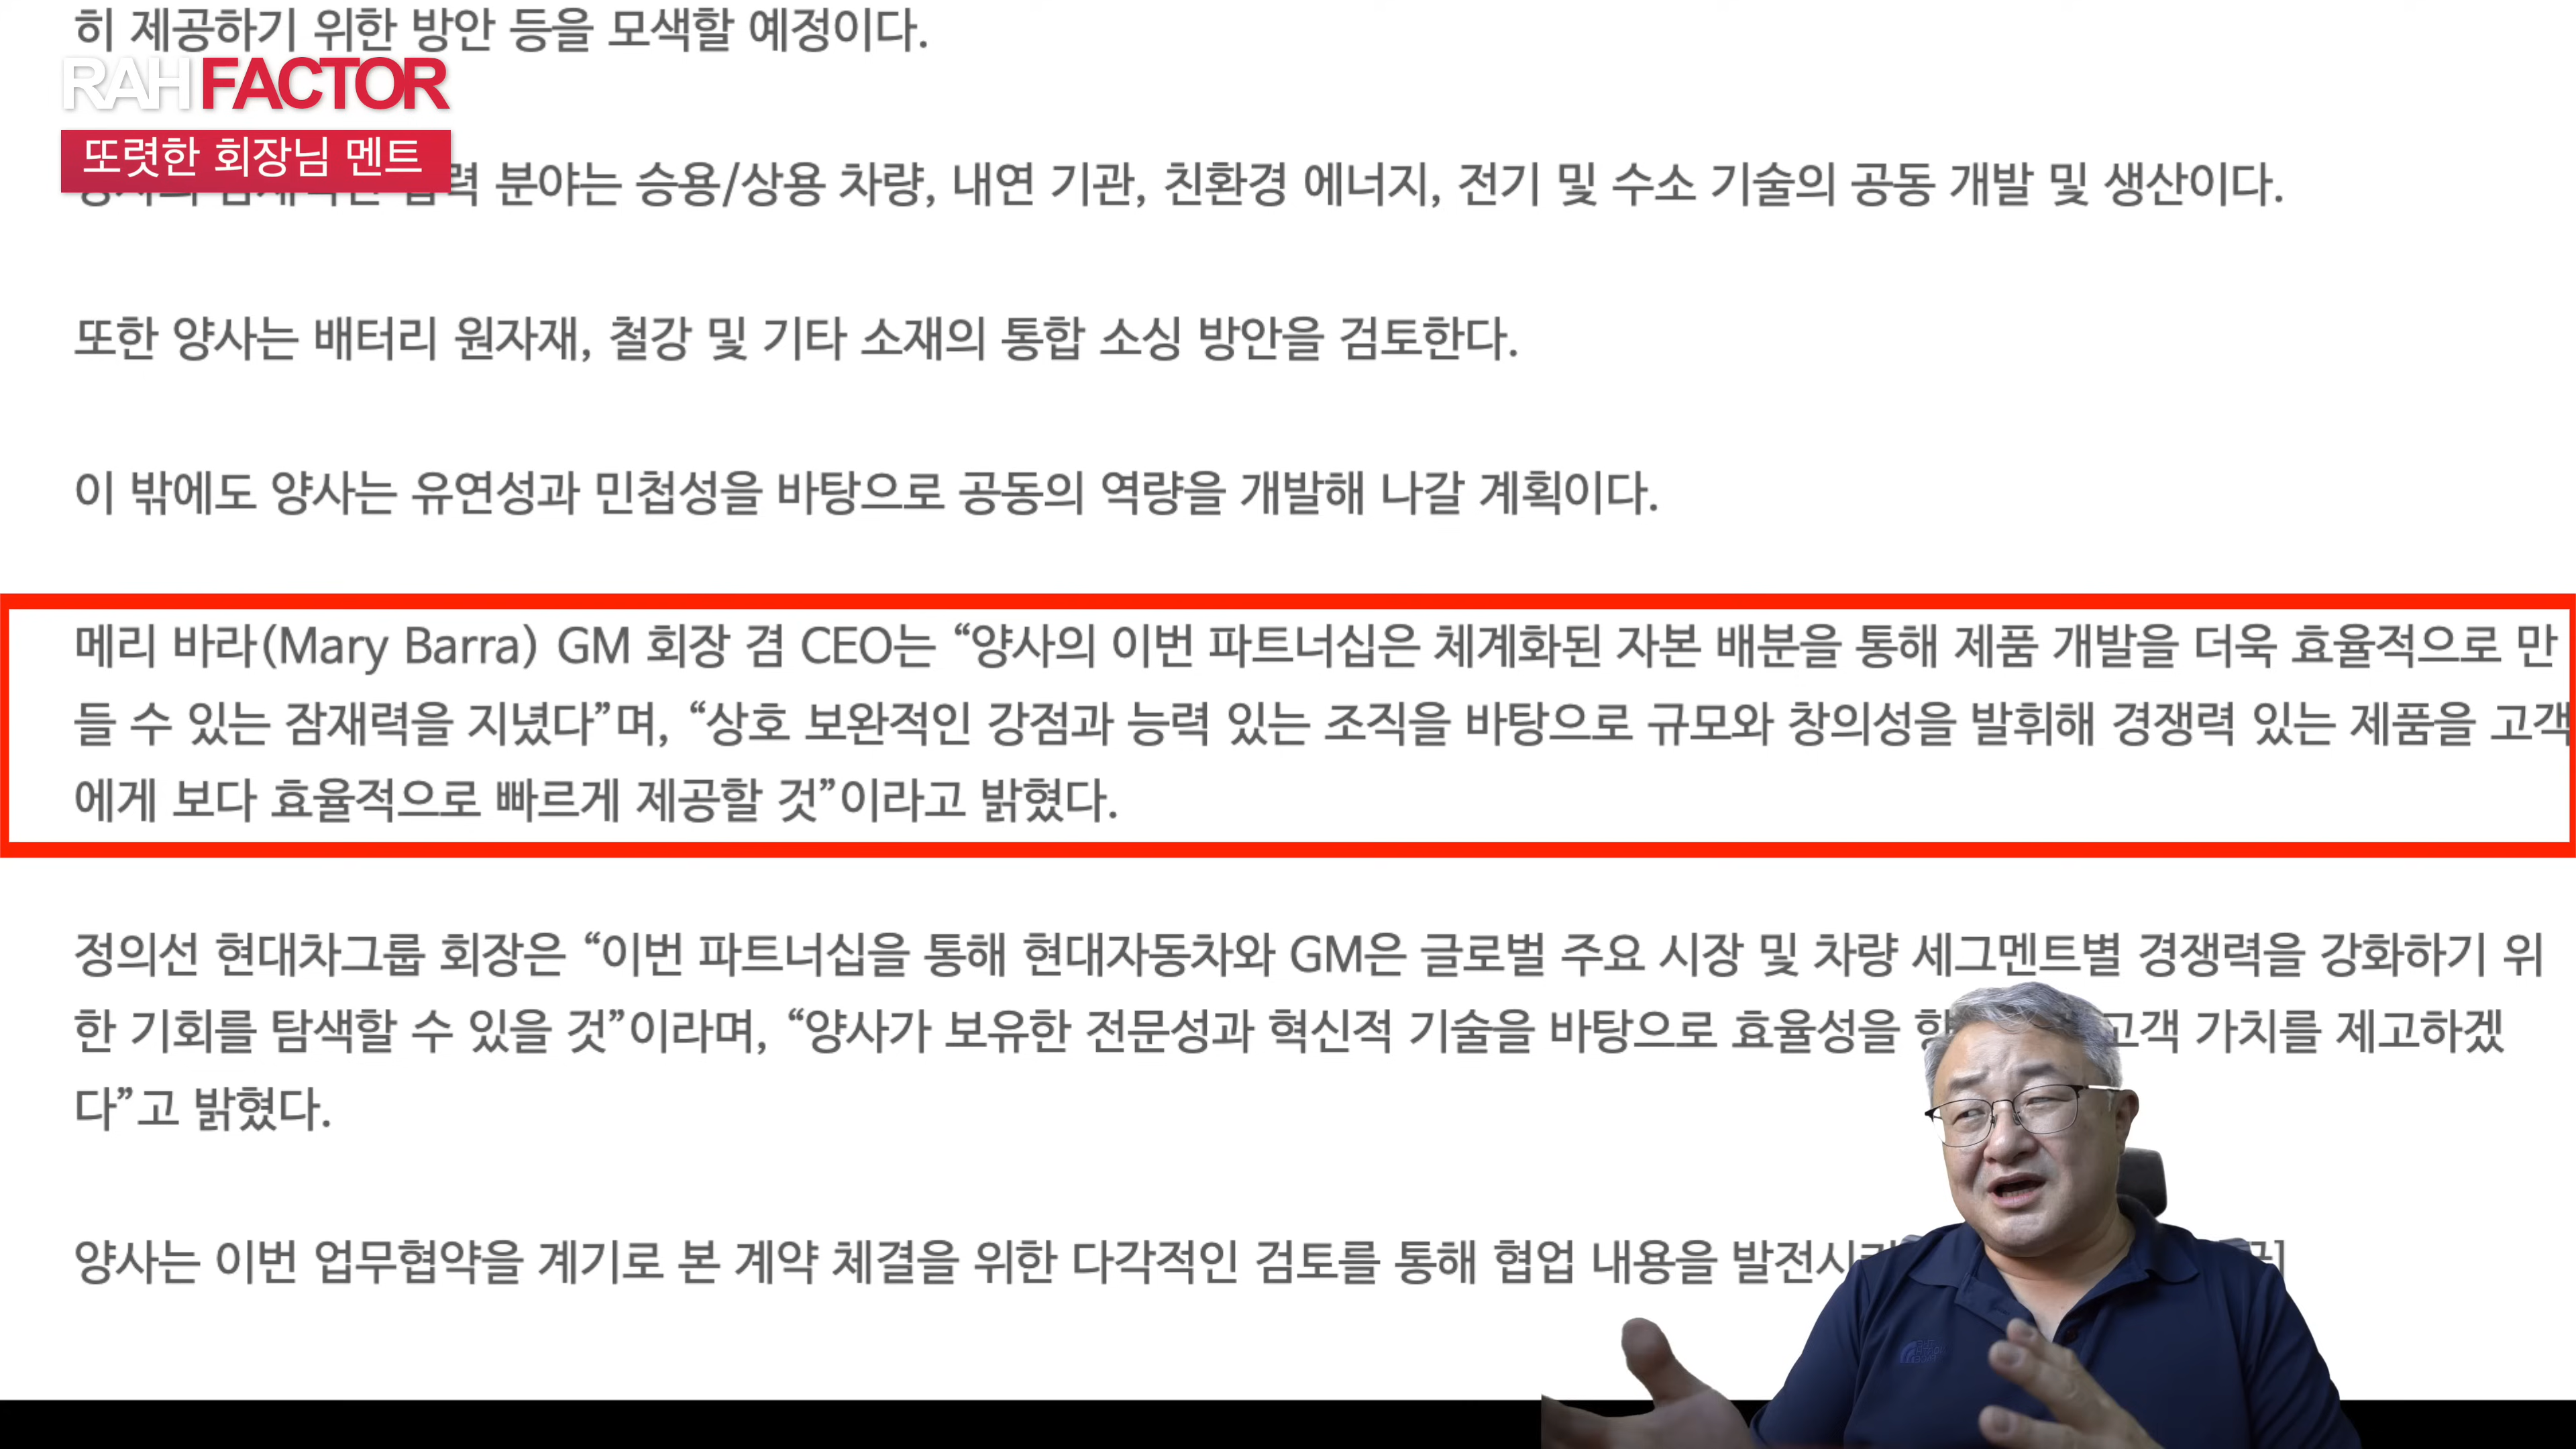 히 제공하기 위한 방안 등을 모색할 예정이다.
RAH FACTOR
또렷한 회장님 멘트
분야는 승용/상용 차량, 내연 기관, 친환경 에너지, 전기 및 수소 기술의 공동 개발 및 생산이다.
또한 양사는 배터리 원자재, 철강 및 기타 소재의 통합 소싱 방안을 검토한다.
이 밖에도 양사는 유연성과 민첩성을 바탕으로 공동의 역량을 개발해 나갈 계획이다.
메리 바라(Mary Barra) GM 회장 겸 CEO는 “양사의 이번 파트너십은 체계화된 자본 배분을 통해 제품 개발을 더욱 효율적으로 만
들 수 있는 잠재력을 지녔다”며, “상호 보완적인 강점과 능력 있는 조직을 바탕으로 규모와 창의성을 발휘해 경쟁력 있는 제품을 고객
에게 보다 효율적으로 빠르게 제공할 것”이라고 밝혔다.
정의선 현대차그룹 회장은 “이번 파트너십을 통해 현대자동차와 GM은 글로벌 주요 시장 및 차량 세그멘트별 경쟁력을 강화하기 위
한 기회를 탐색할 수 있을 것”이라며, “양사가 보유한 전문성과 혁신적 기술을 바탕으로 효율성을 고객 가치를 제고하겠
다”고 밝혔다.
양사는 이번 업무협약을 계기로 본 계약 체결을 위한 다각적인 검토를 통해 협업 내용을